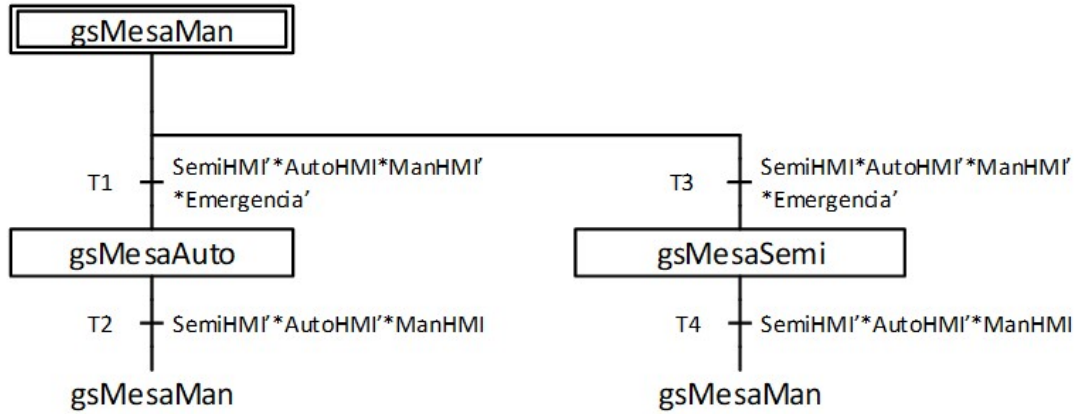 gsMesaMan
T1 SemiHMI'*AutoHMI*ManHMI'
*Emergencia'
T3 SemiHMI*AutoHMI'*ManHMI'
*Emergencia'
gsMesaAuto
gsMesaSemi
T2 SemiHMI'*AutoHMI'*ManHMI
T4 SemiHMI'*AutoHMI'*ManHMI
gsMesaMan
gsMesaMan